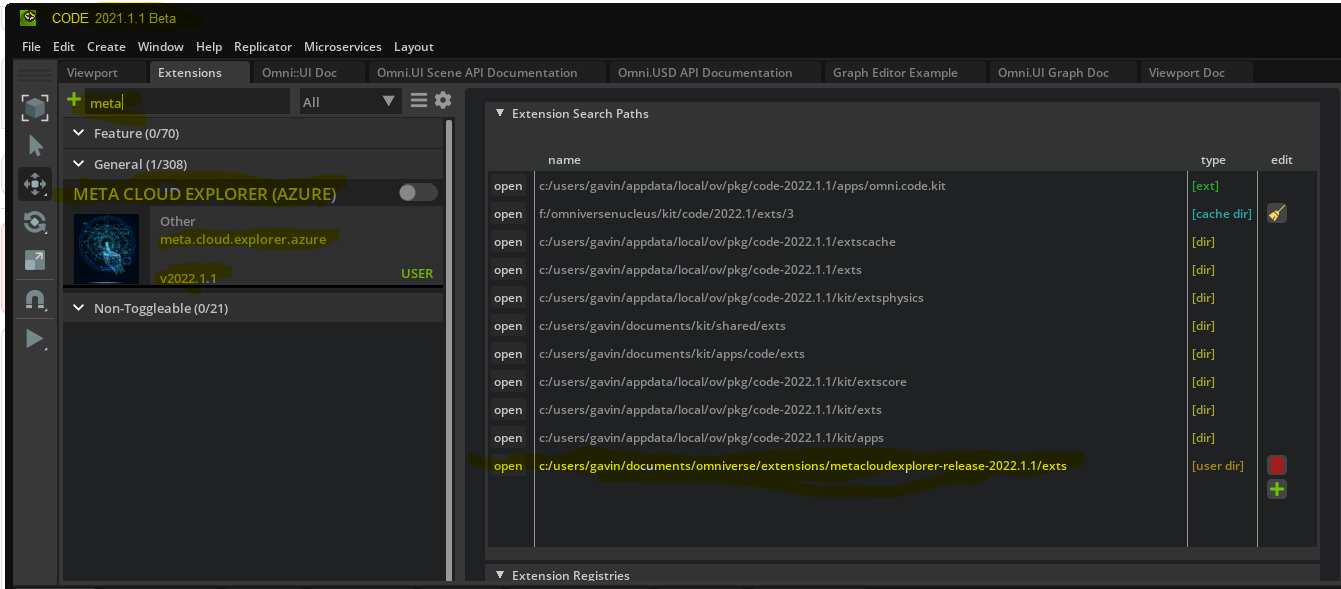 CODE 2021.1.1 Beta
File Edit Create Window Help Replicator Microservices Layout
Viewport Extensions Omni::UI Doc Omni.UI Scene API Documentation Omni.USD API Documentation Graph Editor Example Omni.UI Graph Doc Viewport Doc
meta All
Feature (0/70)
General (1/308)
META CLOUD EXPLORER (AZURE)
Other
meta.cloud.explorer.azure
v2022.1.1 USER
Non-Toggleable (0/21)
Extension Search Paths
name type edit
open c:/users/gavin/appdata/local/ov/pkg/code-2022.1.1/apps/omni.code.kit [ext]
open f:/omniversenucleus/kit/code/2022.1/exts/3 [cache dir]
open c:/users/gavin/appdata/local/ov/pkg/code-2022.1.1/extscache [dir]
open c:/users/gavin/appdata/local/ov/pkg/code-2022.1.1/exts [dir]
open c:/users/gavin/appdata/local/ov/pkg/code-2022.1.1/kit/extsphysics [dir]
open c:/users/gavin/documents/kit/shared/exts [dir]
open c:/users/gavin/documents/kit/apps/code/exts [dir]
open c:/users/gavin/appdata/local/ov/pkg/code-2022.1.1/kit/extscore [dir]
open c:/users/gavin/appdata/local/ov/pkg/code-2022.1.1/kit/exts [dir]
open c:/users/gavin/appdata/local/ov/pkg/code-2022.1.1/kit/apps [dir]
open c:/users/gavin/documents/omniverse/extensions/metacloudexplorer-release-2022.1.1/exts [user dir]
Extension Registries